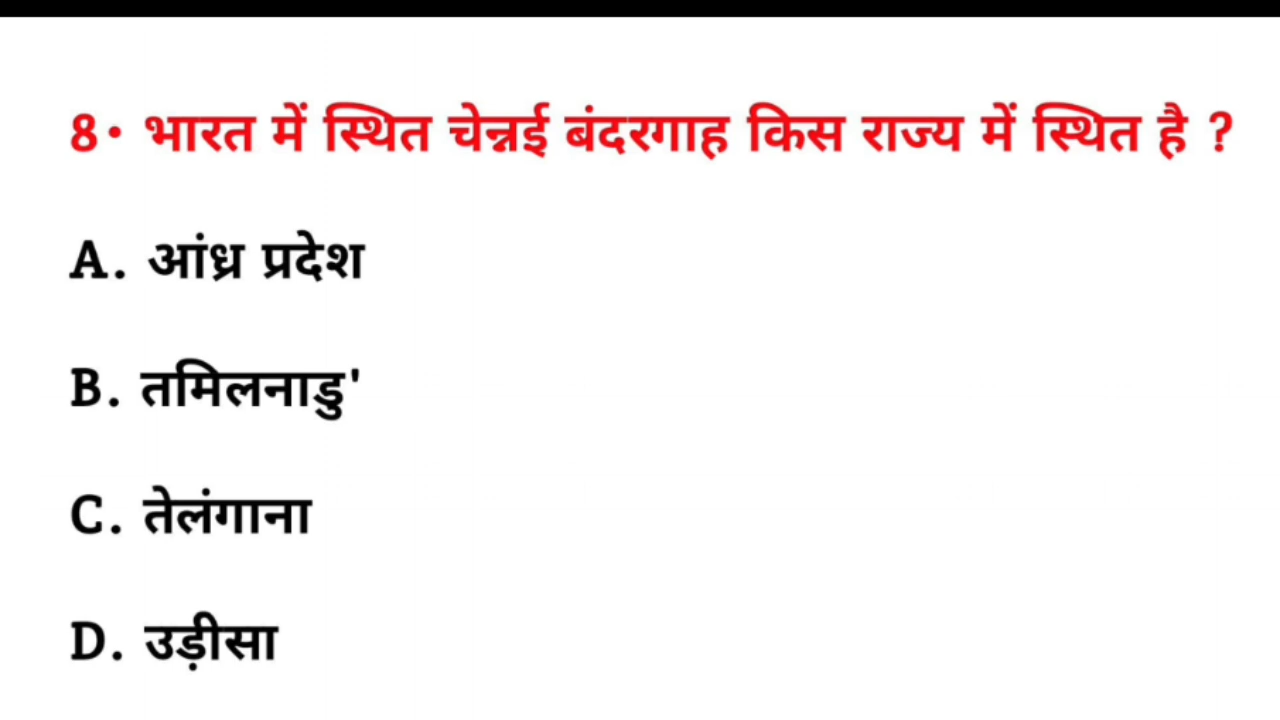 8• भारत में स्थित चेन्नई बंदरगाह किस राज्य में स्थित है ?
A. आंध्र प्रदेश
B. तमिलनाडु'
C. तेलंगाना
D. उड़ीसा